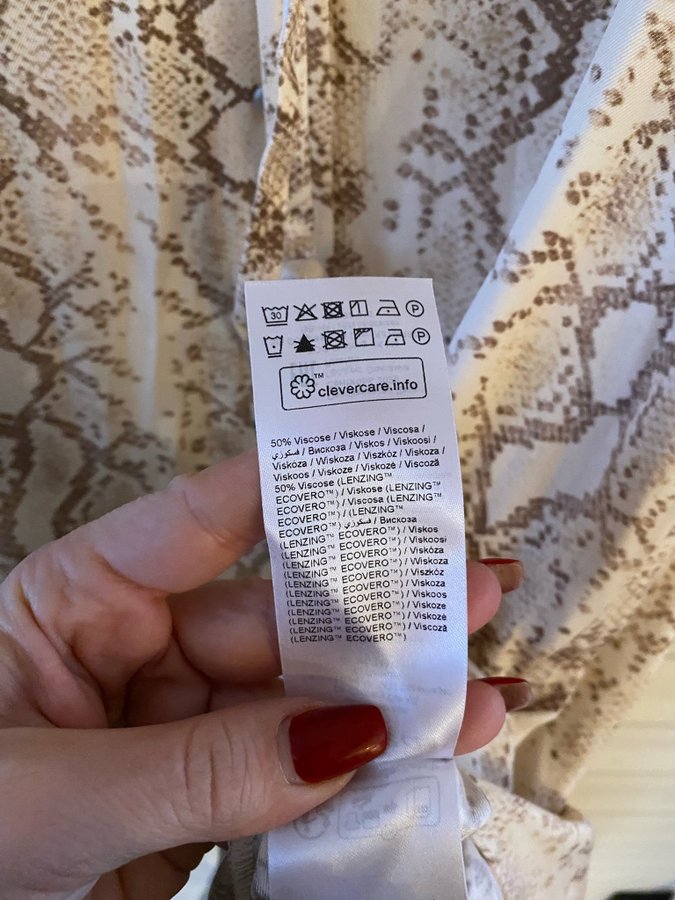 30 P
P
™
clevercare.info
50% Viscose / Viskose / Viscosa /
فسكوزي / Вискоза / Viskos / Viskoosi /
Viskóza / Wiskoza / Viszkóz / Viskoza /
Viskoos / Viskoze / Viskozė / Viscoză
50% Viscose (LENZING™
ECOVERO™) / Viskose (LENZING™
ECOVERO™) / Viscosa (LENZING™
ECOVERO™) / (LENZING™
ECOVERO™) فسكوزي / Вискоза
(LENZING™ ECOVERO™) / Viskos
(LENZING™ ECOVERO™) / Viskoosi
(LENZING™ ECOVERO™) / Viskóza
(LENZING™ ECOVERO™) / Wiskoza
(LENZING™ ECOVERO™) / Viszkóz
(LENZING™ ECOVERO™) / Viskoza
(LENZING™ ECOVERO™) / Viskoos
(LENZING™ ECOVERO™) / Viskoze
(LENZING™ ECOVERO™) / Viskozė
(LENZING™ ECOVERO™) / Viscoză
(LENZING™ ECOVERO™)